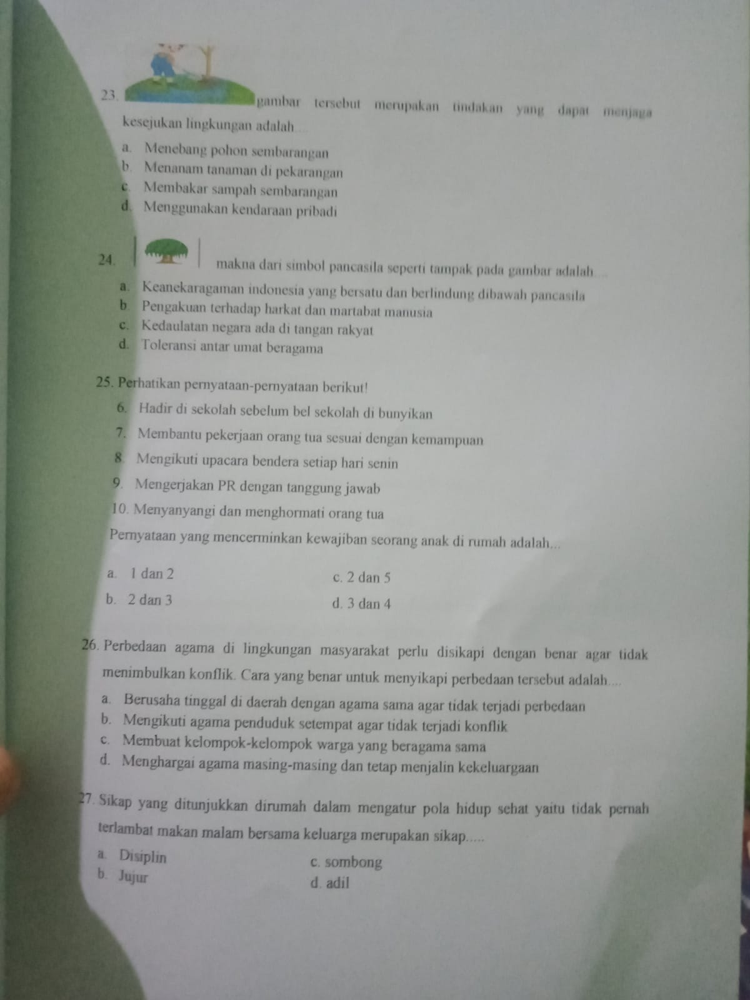 23. gambar tersebut merupakan tindakan yang dapat menjaga
kesejukan lingkungan adalah....
a. Menebang pohon sembarangan
b. Menanam tanaman di pekarangan
c. Membakar sampah sembarangan
d. Menggunakan kendaraan pribadi
24. makna dari simbol pancasila seperti tampak pada gambar adalah....
a. Keanekaragaman indonesia yang bersatu dan berlindung dibawah pancasila
b. Pengakuan terhadap harkat dan martabat manusia
c. Kedaulatan negara ada di tangan rakyat
d. Toleransi antar umat beragama
25. Perhatikan pernyataan-pernyataan berikut!
6. Hadir di sekolah sebelum bel sekolah di bunyikan
7. Membantu pekerjaan orang tua sesuai dengan kemampuan
8. Mengikuti upacara bendera setiap hari senin
9. Mengerjakan PR dengan tanggung jawab
10. Menyanyangi dan menghormati orang tua
Pernyataan yang mencerminkan kewajiban seorang anak di rumah adalah...
a. 1 dan 2 c. 2 dan 5
b. 2 dan 3 d. 3 dan 4
26. Perbedaan agama di lingkungan masyarakat perlu disikapi dengan benar agar tidak
menimbulkan konflik. Cara yang benar untuk menyikapi perbedaan tersebut adalah....
a. Berusaha tinggal di daerah dengan agama sama agar tidak terjadi perbedaan
b. Mengikuti agama penduduk setempat agar tidak terjadi konflik
c. Membuat kelompok-kelompok warga yang beragama sama
d. Menghargai agama masing-masing dan tetap menjalin kekeluargaan
27. Sikap yang ditunjukkan dirumah dalam mengatur pola hidup sehat yaitu tidak pernah
terlambat makan malam bersama keluarga merupakan sikap.....
a. Disiplin c. sombong
b. Jujur d. adil